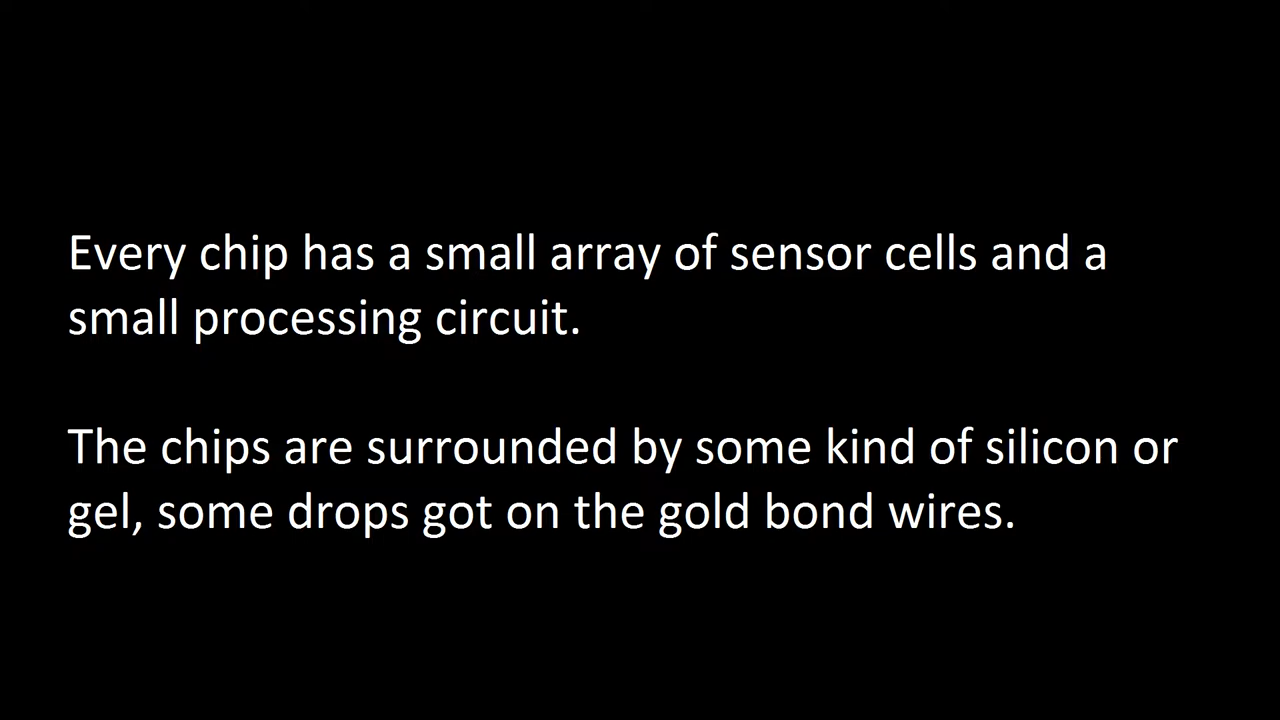 Every chip has a small array of sensor cells and a
small processing circuit.
The chips are surrounded by some kind of silicon or
gel, some drops got on the gold bond wires.